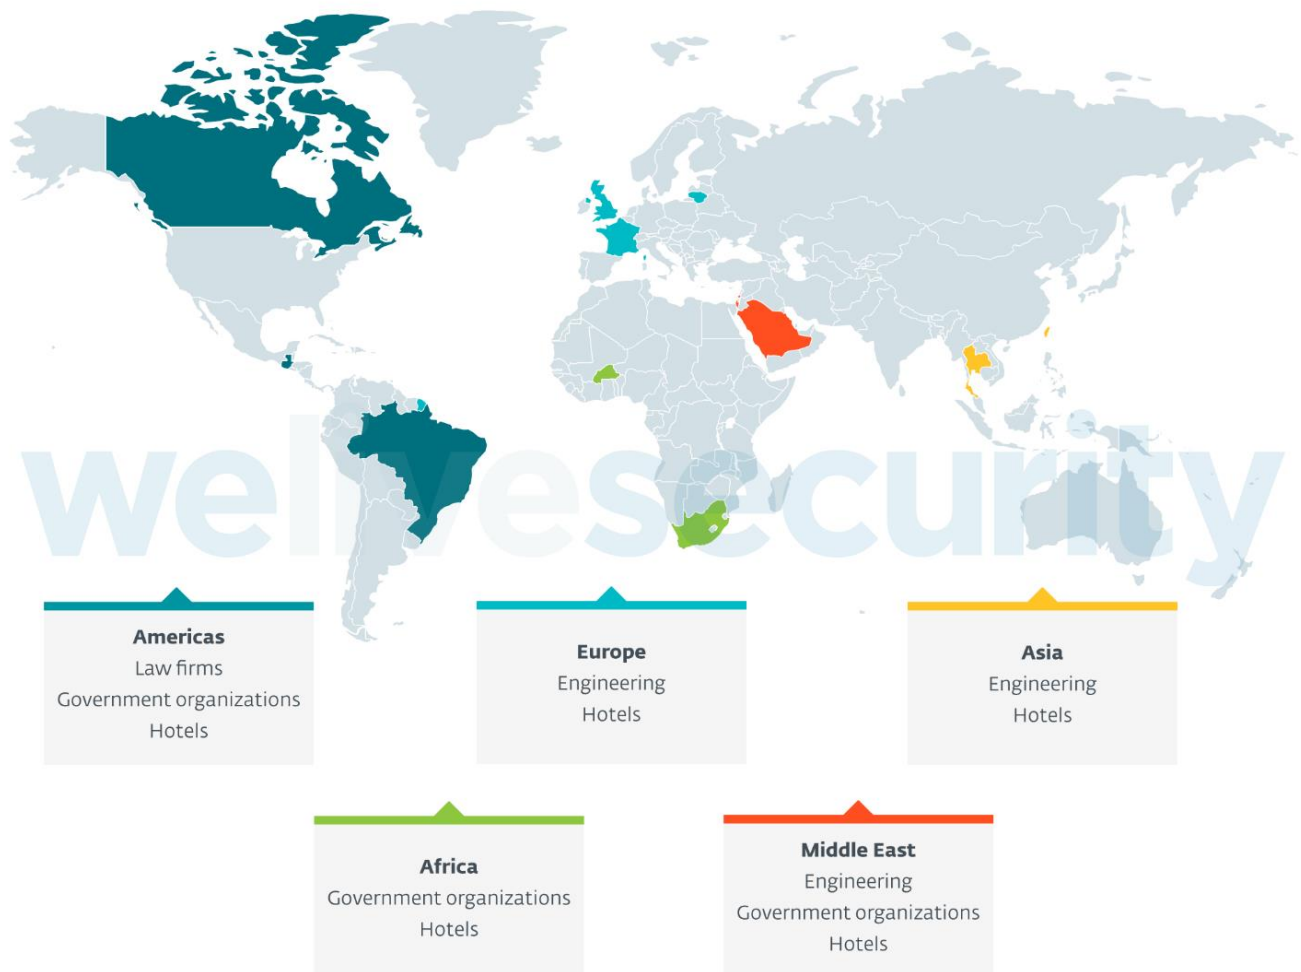 welivesecurity
Americas
Law firms
Government organizations
Hotels
Europe
Engineering
Hotels
Asia
Engineering
Hotels
Africa
Government organizations
Hotels
Middle East
Engineering
Government organizations
Hotels